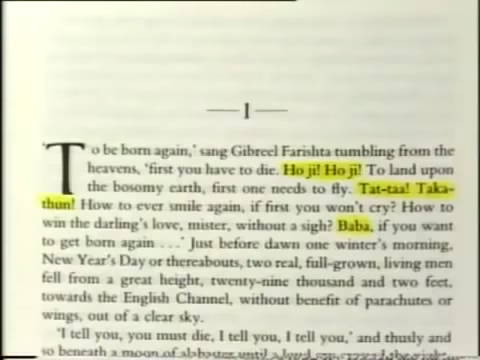 1
'To be born again,' sang Gibreel Farishta tumbling from the
heavens, 'first you have to die. Ho ji! Ho ji! To land upon
the bosomy earth, first one needs to fly. Tat-taa! Taka-
thun! How to ever smile again, if first you won't cry? How to
win the darling's love, mister, without a sigh? Baba, if you want
to get born again . . .' Just before dawn one winter's morning,
New Year's Day or thereabouts, two real, full-grown, living men
fell from a great height, twenty-nine thousand and two feet,
towards the English Channel, without benefit of parachutes or
wings, out of a clear sky.
'I tell you, you must die, I tell you, I tell you,' and thusly and
so beneath a moon of alabaster until a loud cry